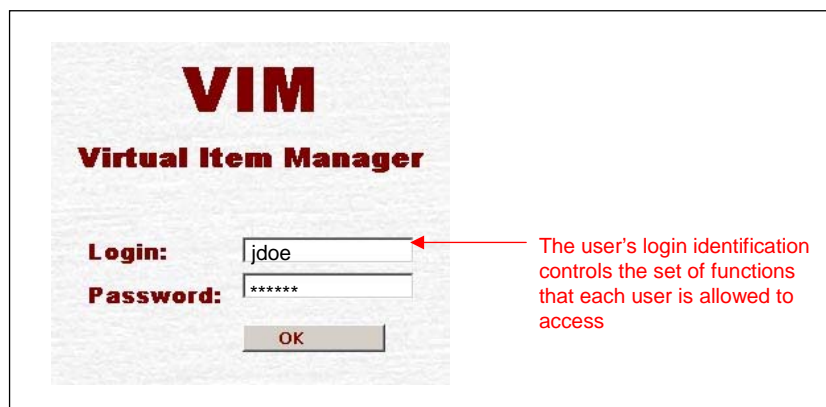 VIM
Virtual Item Manager
Login: jdoe
Password: ******
OK
The user's login identification
controls the set of functions
that each user is allowed to
access